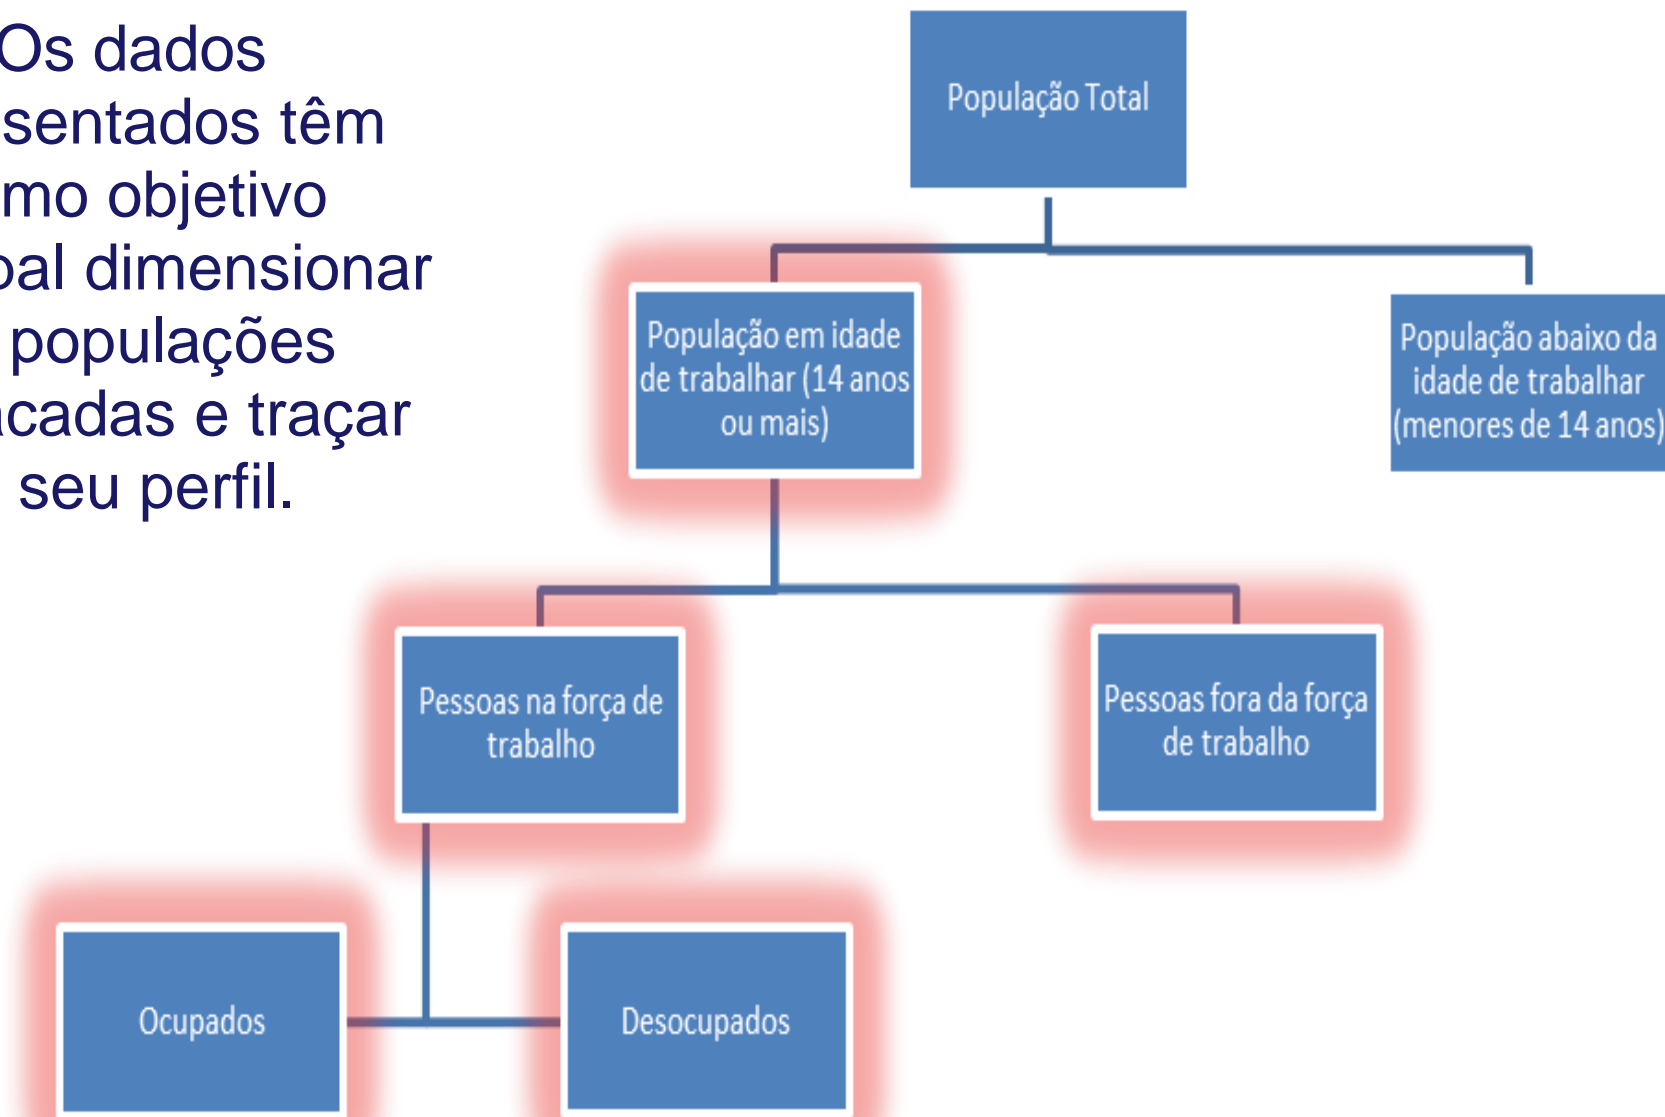 Os dados
sentados têm
mo objetivo
pal dimensionar
populações
acadas e traçar
seu perfil.
População Total
População em idade
de trabalhar (14 anos
ou mais)
População abaixo da
idade de trabalhar
(menores de 14 anos)
Pessoas na força de
trabalho
Pessoas fora da força
de trabalho
Ocupados
Desocupados